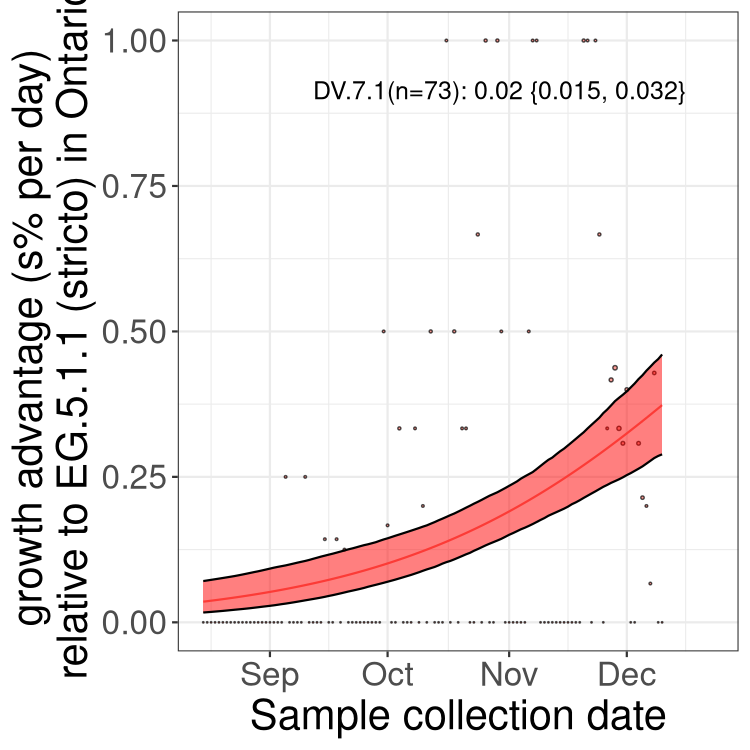 growth advantage (s% per day)
relative to EG.5.1.1 (stricto) in Ontario
1.00
0.75
0.50
0.25
0.00
DV.7.1(n=73): 0.02 {0.015, 0.032}
Sep Oct Nov Dec
Sample collection date